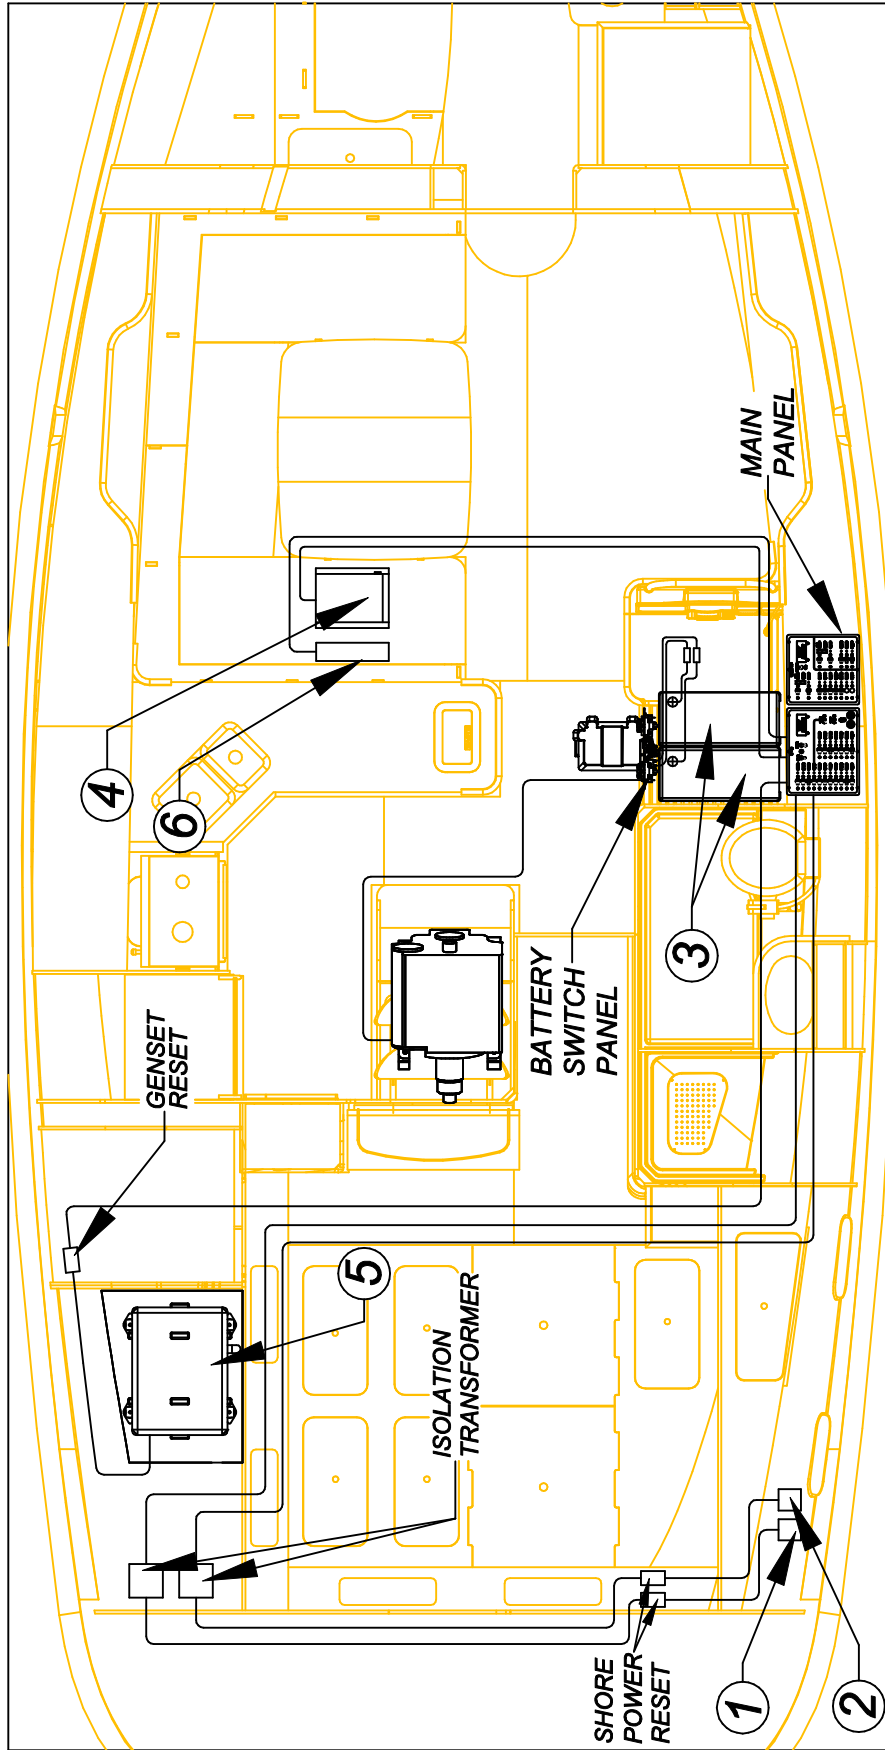 MAIN
PANEL
4
6
3
BATTERY
SWITCH
PANEL
GENSET
RESET
5
ISOLATION
TRANSFORMER
SHORE
POWER
RESET
1
2